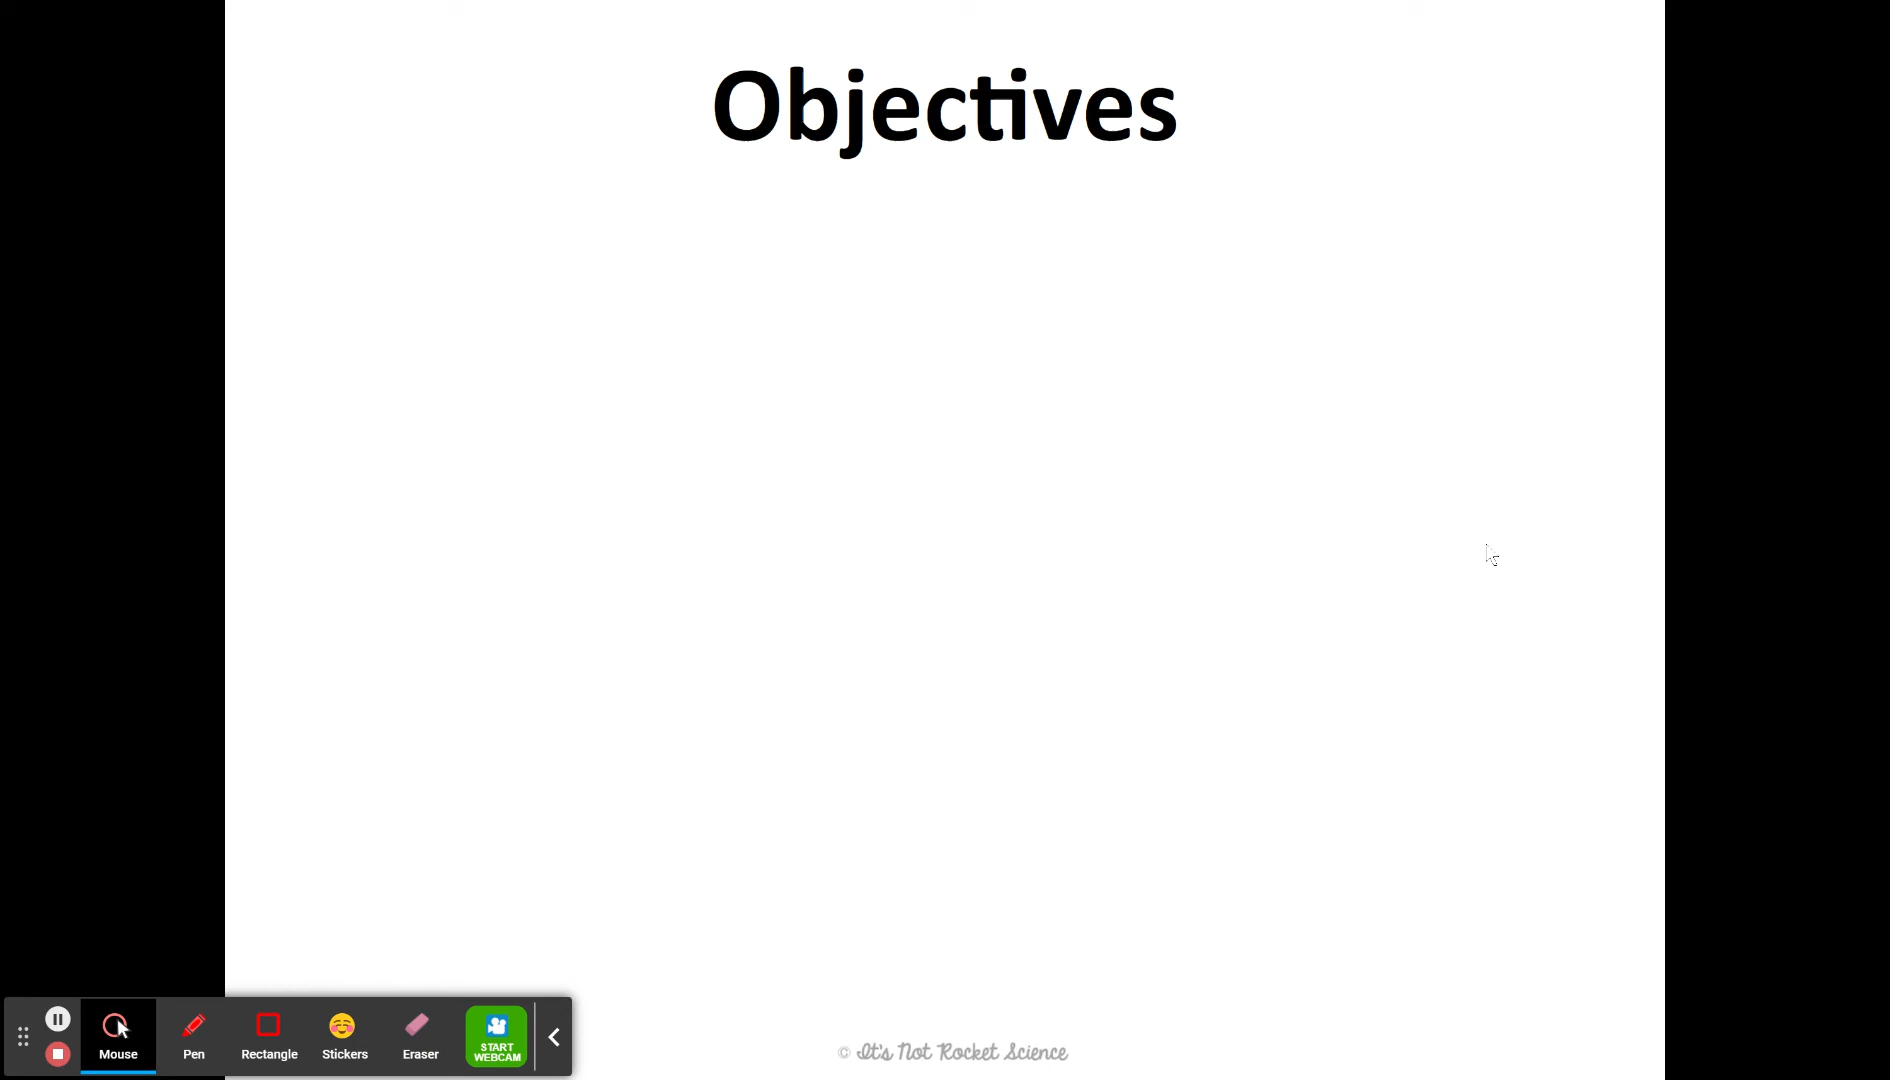 Objectives
Mouse
Pen
Rectangle
Stickers
Eraser
START
WEBCAM
© It's Not Rocket Science